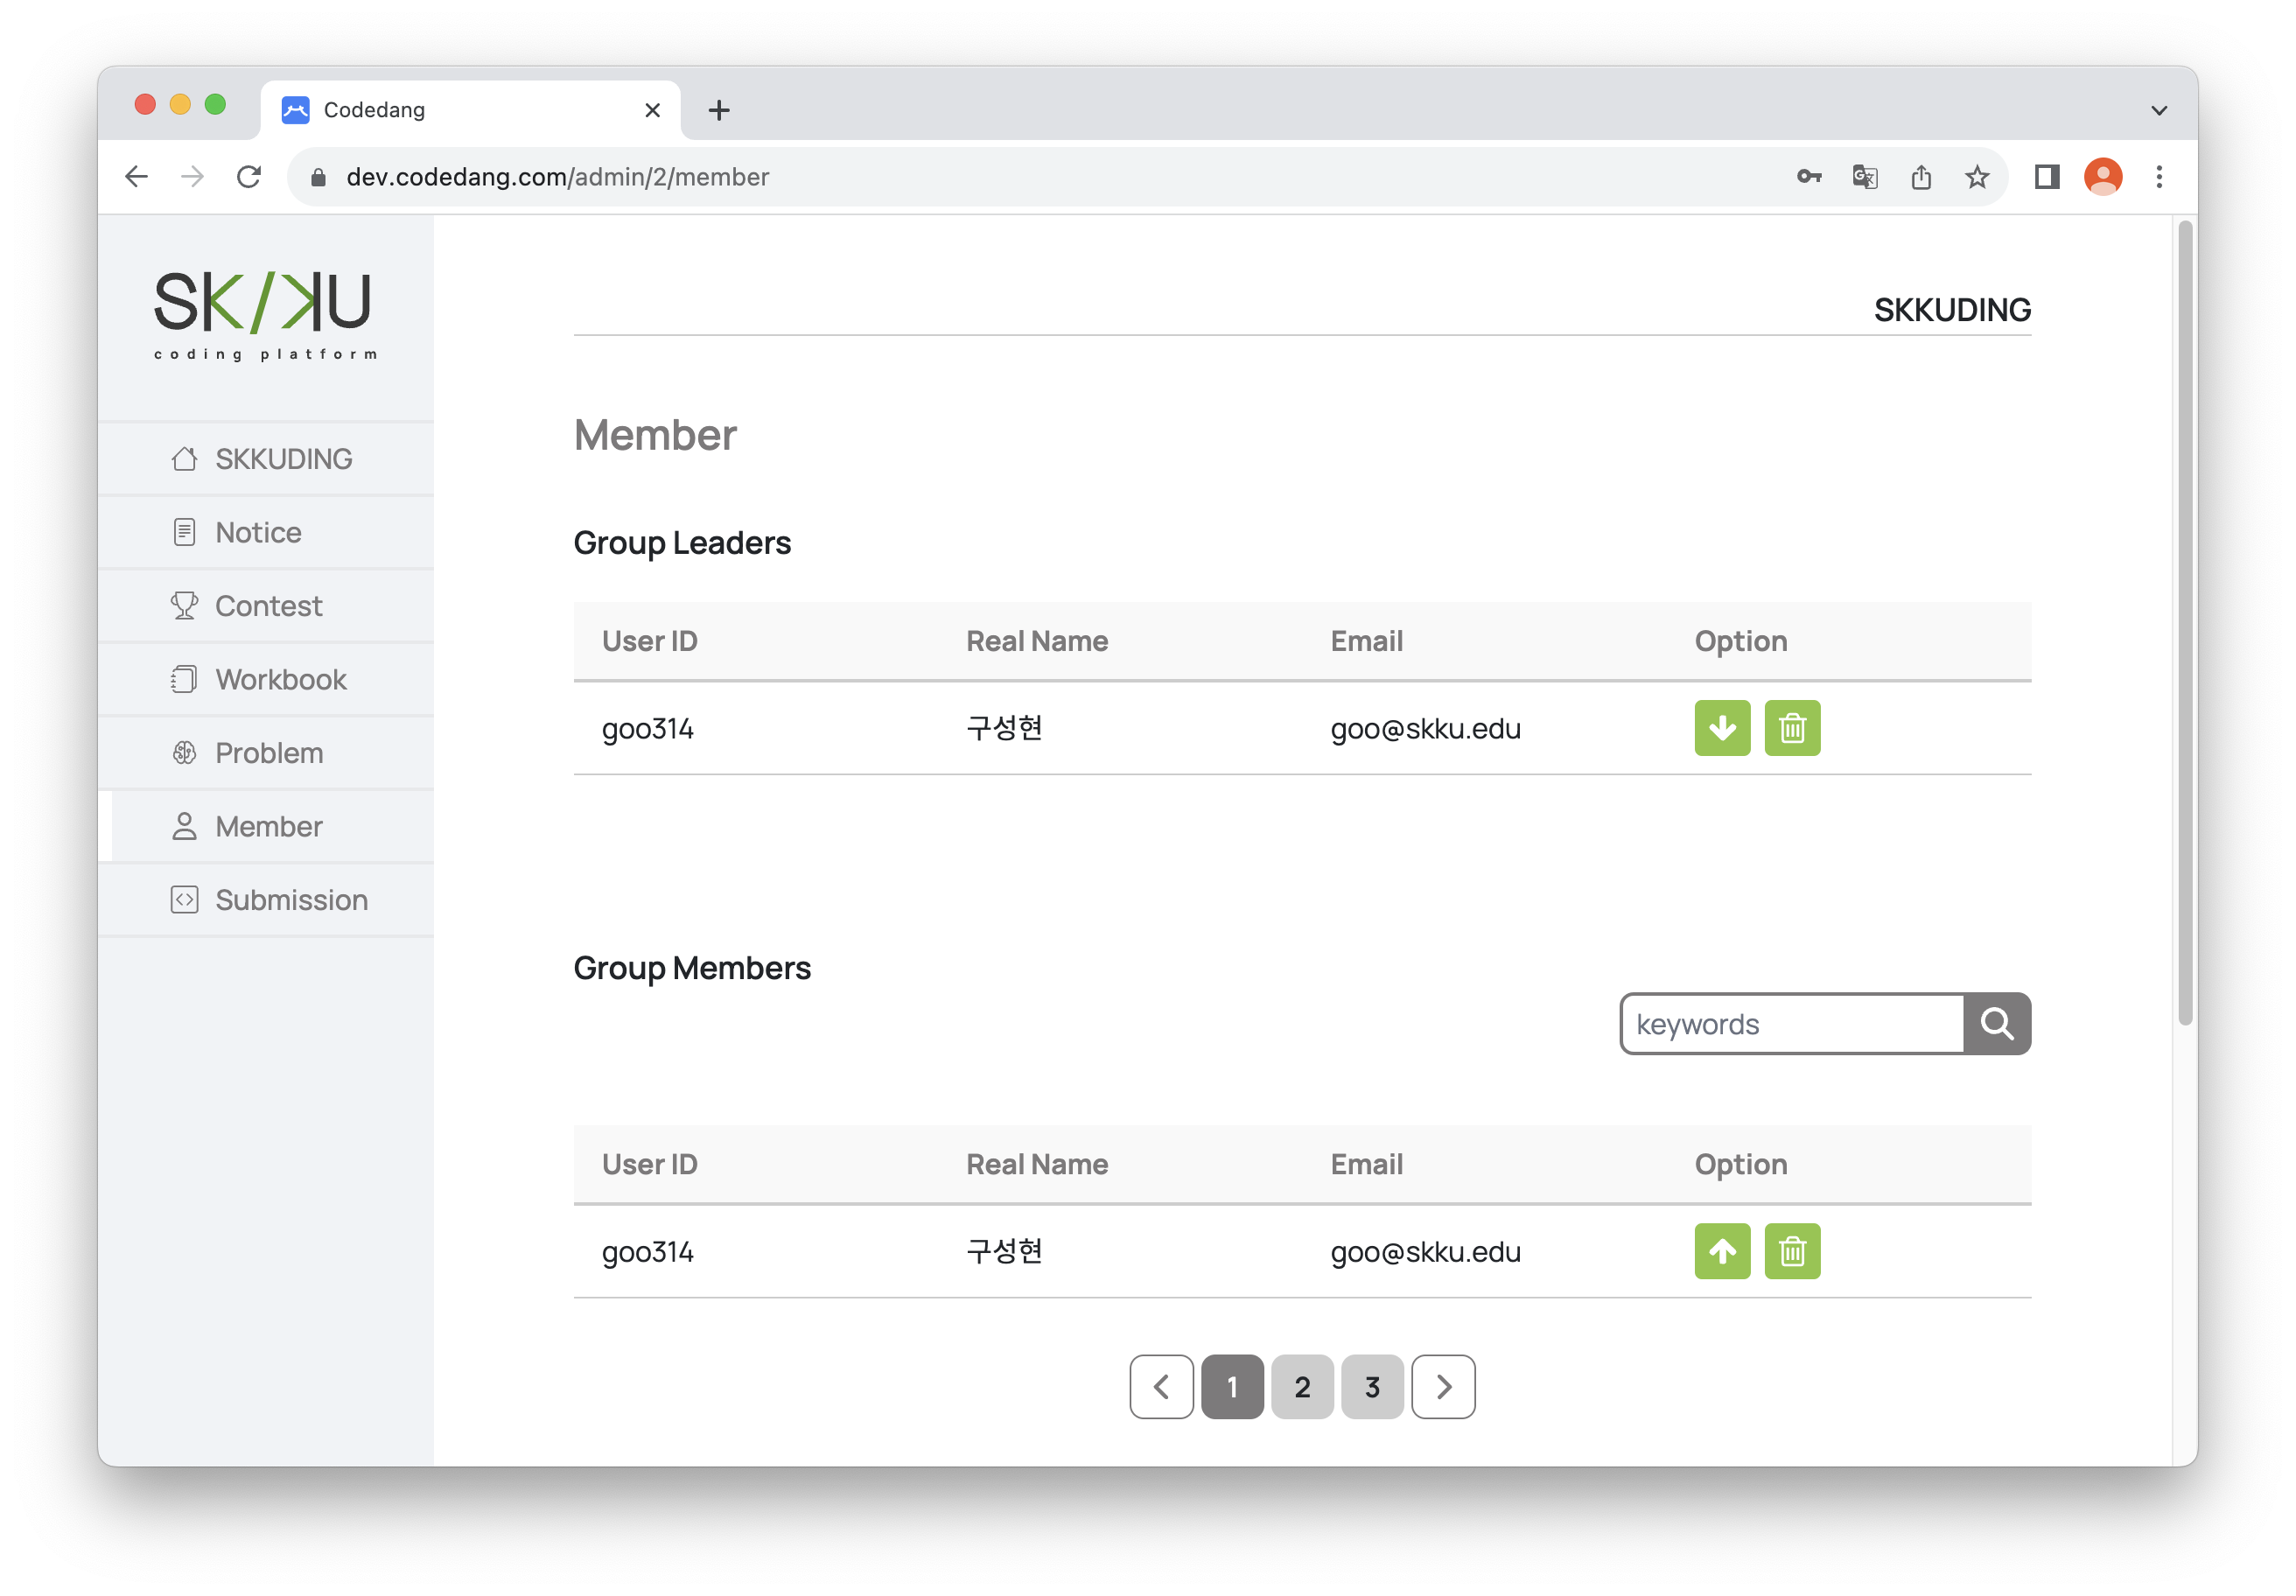 Codedang
dev.codedang.com/admin/2/member
SK/KU
coding platform
SKKUDING
SKKUDING
Notice
Contest
Workbook
Problem
Member
Submission
Member
Group Leaders
User ID Real Name Email Option
goo314 구성현 goo@skku.edu
Group Members
keywords
User ID Real Name Email Option
goo314 구성현 goo@skku.edu
1 2 3